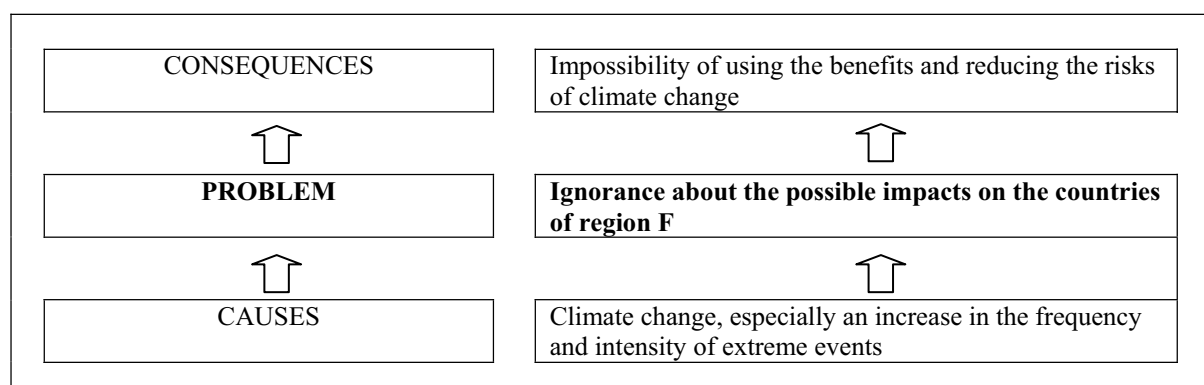 CONSEQUENCES
Impossibility of using the benefits and reducing the risks
of climate change
PROBLEM
Ignorance about the possible impacts on the countries
of region F
CAUSES
Climate change, especially an increase in the frequency
and intensity of extreme events